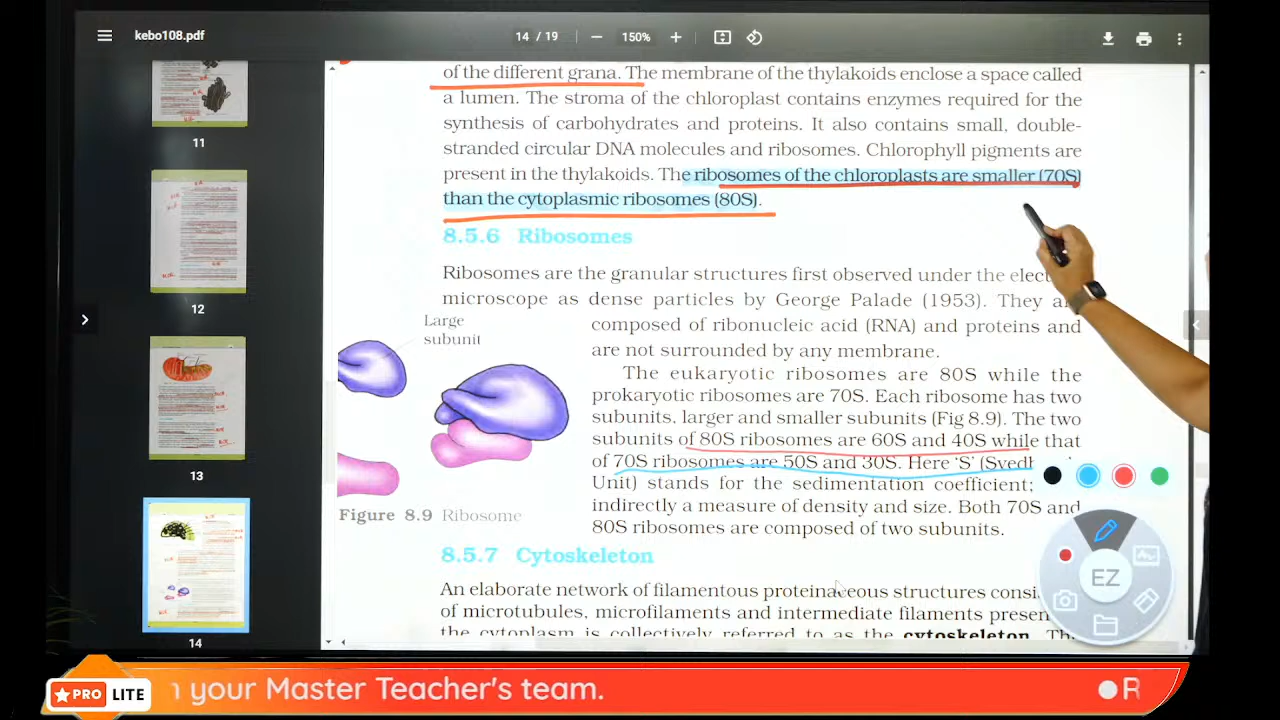 kebo108.pdf
14 / 19
150%
of the different grana. The membrane of the thylakoids enclose a space called
a lumen. The stroma of the chloroplast contains enzymes required for the
synthesis of carbohydrates and proteins. It also contains small, double-
stranded circular DNA molecules and ribosomes. Chlorophyll pigments are
present in the thylakoids. The ribosomes of the chloroplasts are smaller (70S)
than the cytoplasmic ribosomes (80S).
8.5.6 Ribosomes
Ribosomes are the granular structures first observed under the
microscope as dense particles by George Palade (1953). They
composed of ribonucleic acid (RNA) and proteins and
are not surrounded by any membrane.
The eukaryotic ribosomes are 80S while the
prokaryotic ribosomes are 70S. Each ribosome has two
subunits, larger and smaller subunits (Fig 8.9). The two
subunits of 80S ribosomes are 60S and 40S while that
of 70S ribosomes are 50S and 30S. Here 'S'
Unit) stands for the sedimentation coefficient;
indirectly a measure of density and size. Both 70S and
80S ribosomes are composed of two subunits.
Large
subunit
Figure 8.9 Ribosome
8.5.7
An elaborate network of filamentous proteinaceous structures
of microtubules, microfilaments and intermediate filaments
the cytoplasm is collectively referred to as the cytoskeleton. The
11
12
13
14
EZ
PRO LITE
your Master Teacher's team.
R